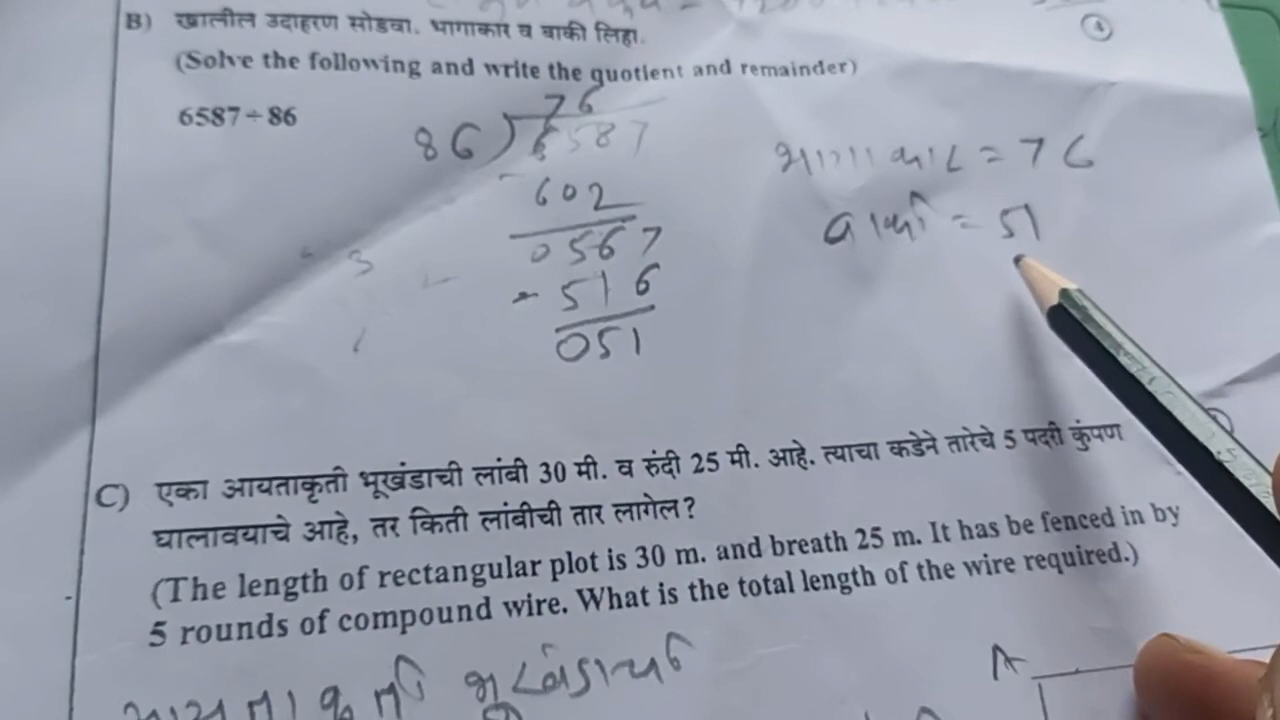 B) खालील उदाहरण सोडवा. भागाकार व बाकी लिहा.
(Solve the following and write the quotient and remainder)
6587÷86
76
86) 6587
- 602
0567
- 516
051
भागाकार = 76
बाकी = 51
C) एका आयताकृती भूखंडाची लांबी 30 मी. व रुंदी 25 मी. आहे. त्याचा कडेने तारेचे 5 पदरी कुंपण
घालावयाचे आहे, तर किती लांबीची तार लागेल?
(The length of rectangular plot is 30 m. and breath 25 m. It has be fenced in by
5 rounds of compound wire. What is the total length of the wire required.)
आयताकृती भूखंडाची
A